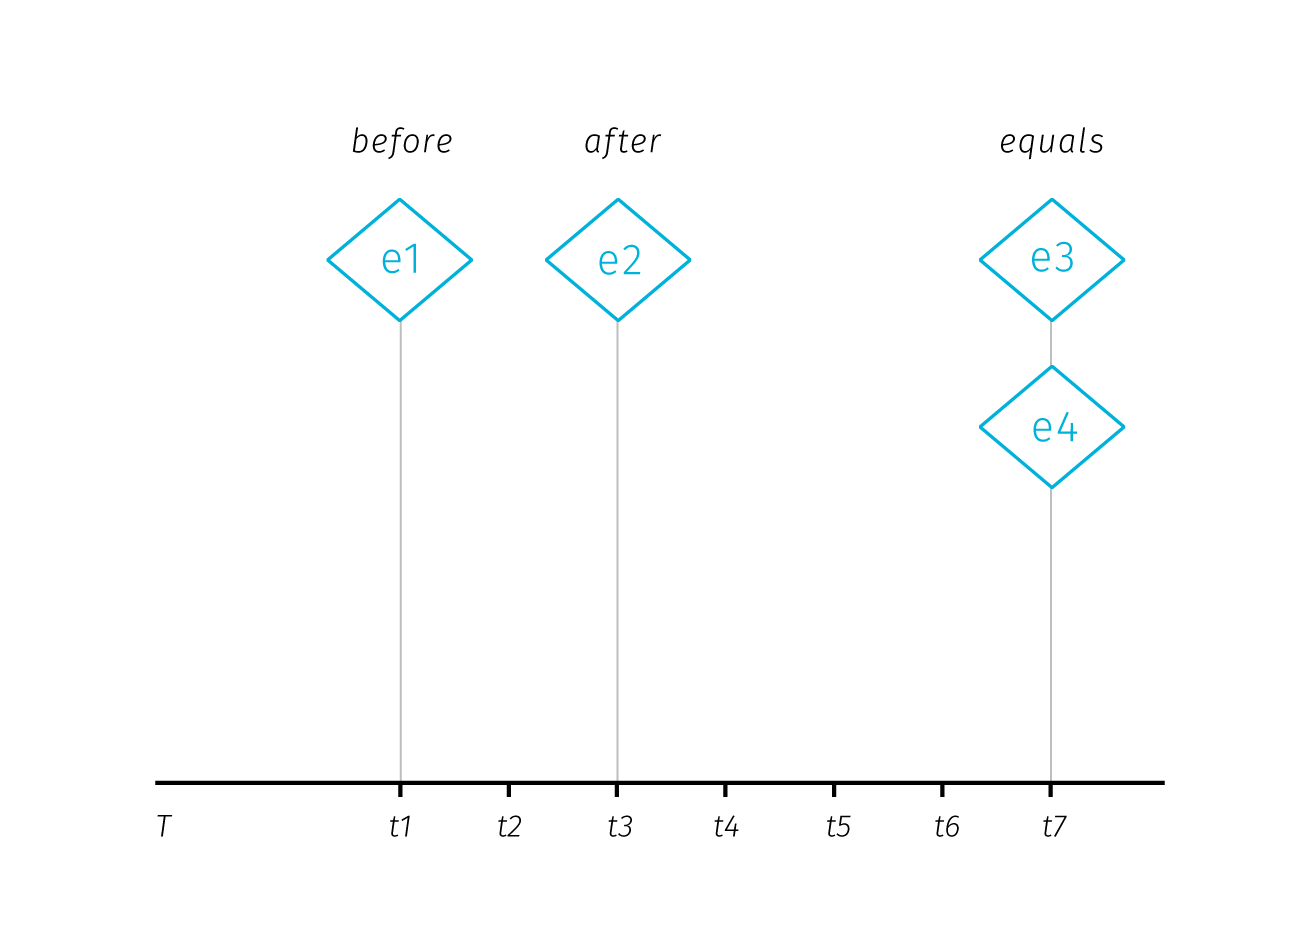 before after equals
e1 e2 e3
e4
T t1 t2 t3 t4 t5 t6 t7